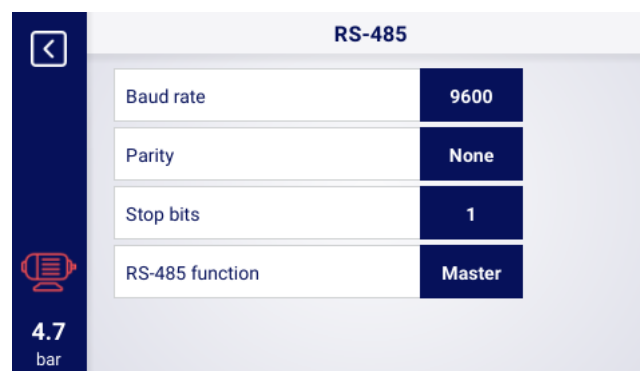 RS-485
Baud rate 9600
Parity None
Stop bits 1
RS-485 function Master
4.7
bar